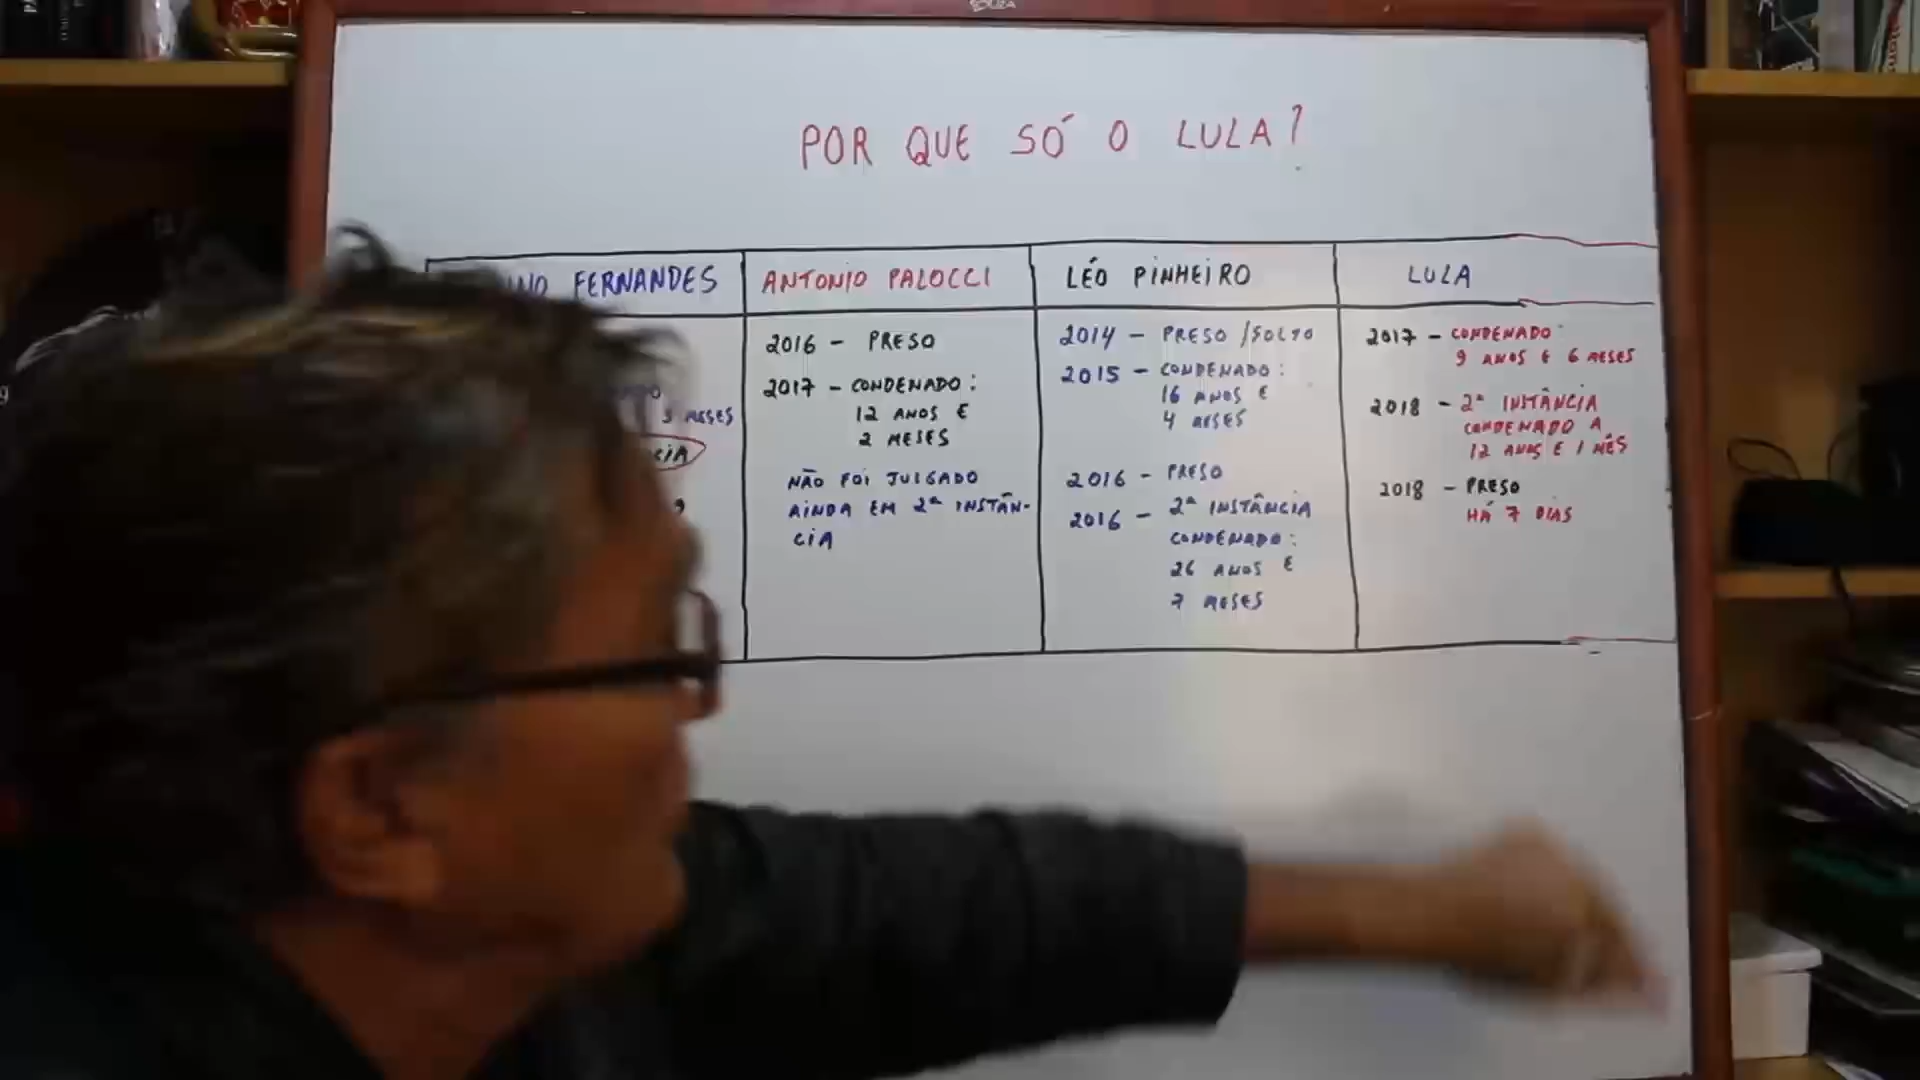 SOUZA
POR QUE SÓ O LULA?
FERNANDES
MESES
ANTONIO PALOCCI
2016 - PRESO
2017 - CONDENADO:
12 ANOS E
2 MESES
NÃO FOI JULGADO
AINDA EM 2ª INSTÂN-
CIA
LÉO PINHEIRO
2014 - PRESO / SOLTO
2015 - CONDENADO:
16 ANOS E
4 MESES
2016 - PRESO
2016 - 2ª INSTÂNCIA
CONDENADO:
26 ANOS E
7 MESES
LULA
2017 - CONDENADO:
9 ANOS E 6 MESES
2018 - 2ª INSTÂNCIA
CONDENADO A
12 ANOS E 1 MÊS
2018 - PRESO
HÁ 7 DIAS